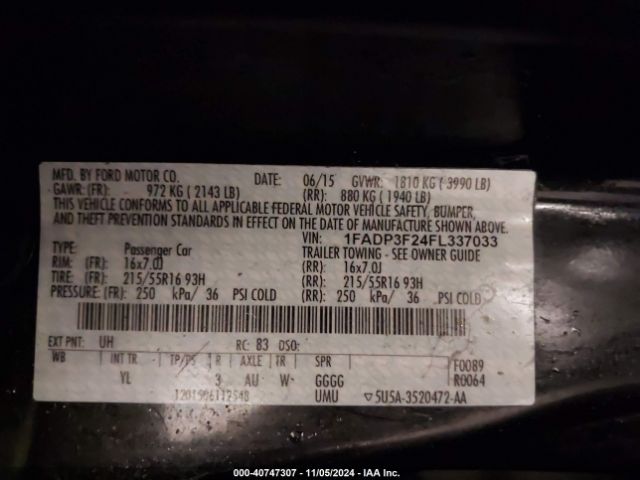 MFD. BY FORD MOTOR CO.
DATE: 06/15 GVWR: 1810 KG ( 3990 LB)
GAWR: (FR): 972 KG ( 2143 LB) (RR): 880 KG ( 1940 LB)
THIS VEHICLE CONFORMS TO ALL APPLICABLE FEDERAL MOTOR VEHICLE SAFETY, BUMPER,
AND THEFT PREVENTION STANDARDS IN EFFECT ON THE DATE OF MANUFACTURE SHOWN ABOVE.
VIN: 1FADP3F24FL337033
TYPE: Passenger Car TRAILER TOWING - SEE OWNER GUIDE
RIM: (FR): 16x7.0J (RR): 16x7.0J
TIRE: (FR): 215/55R16 93H (RR): 215/55R16 93H
PRESSURE: (FR): 250 kPa/ 36 PSI COLD (RR): 250 kPa/ 36 PSI COLD
EXT PNT: UH RC: 83 DSO:
WB INT TR TP/PS R AXLE TR SPR F0089
YL 3 AU W- GGGG R0064
UMU ▽5U5A-3520472-AA
000-40747307 - 11/05/2024 - IAA Inc.